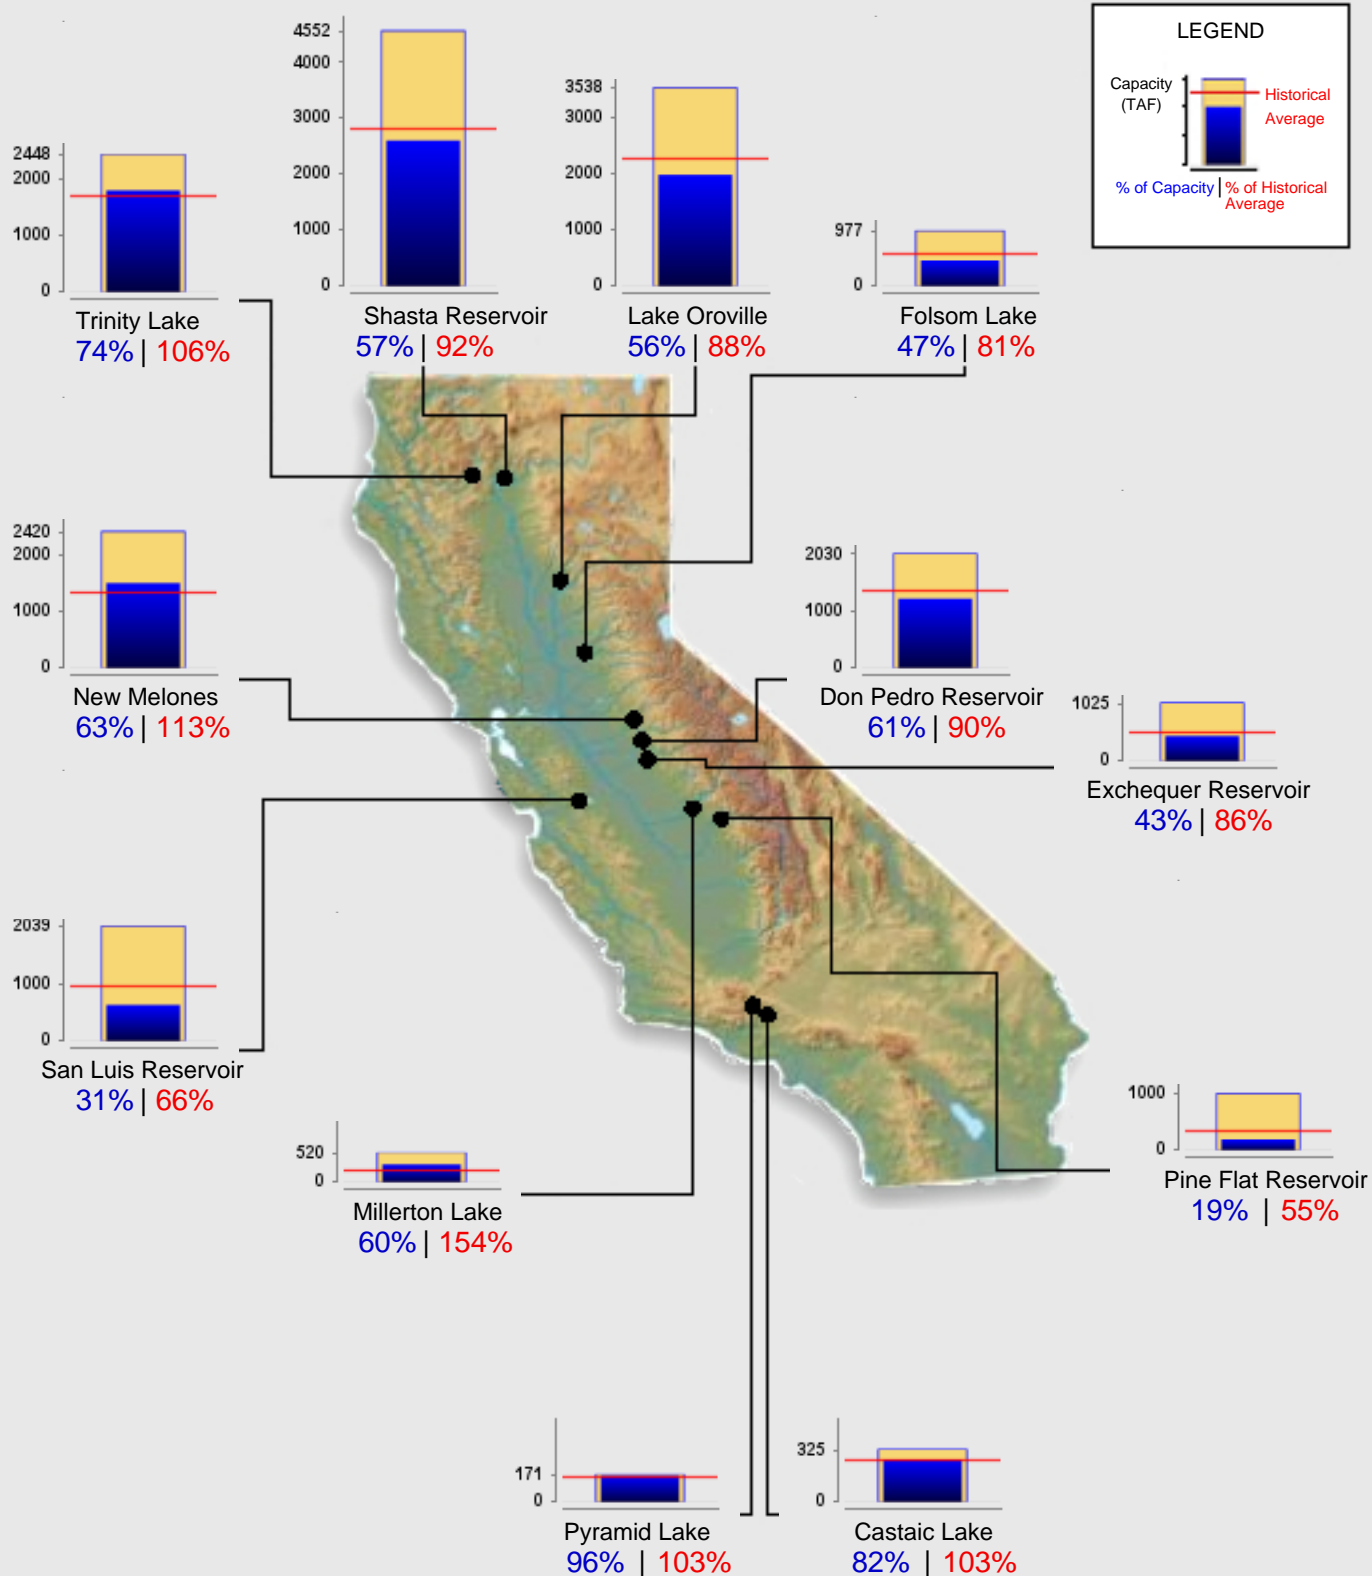 LEGEND
Capacity
(TAF)
Historical
Average
% of Capacity | % of Historical
Average
4552
4000
3000
2000
1000
0
Shasta Reservoir
57% | 92%
3538
3000
2000
1000
0
Lake Oroville
56% | 88%
2448
2000
1000
0
Trinity Lake
74% | 106%
977
0
Folsom Lake
47% | 81%
2420
2000
1000
0
New Melones
63% | 113%
2030
1000
0
Don Pedro Reservoir
61% | 90%
1025
0
Exchequer Reservoir
43% | 86%
2039
1000
0
San Luis Reservoir
31% | 66%
520
0
Millerton Lake
60% | 154%
1000
0
Pine Flat Reservoir
19% | 55%
171
0
Pyramid Lake
96% | 103%
325
0
Castaic Lake
82% | 103%